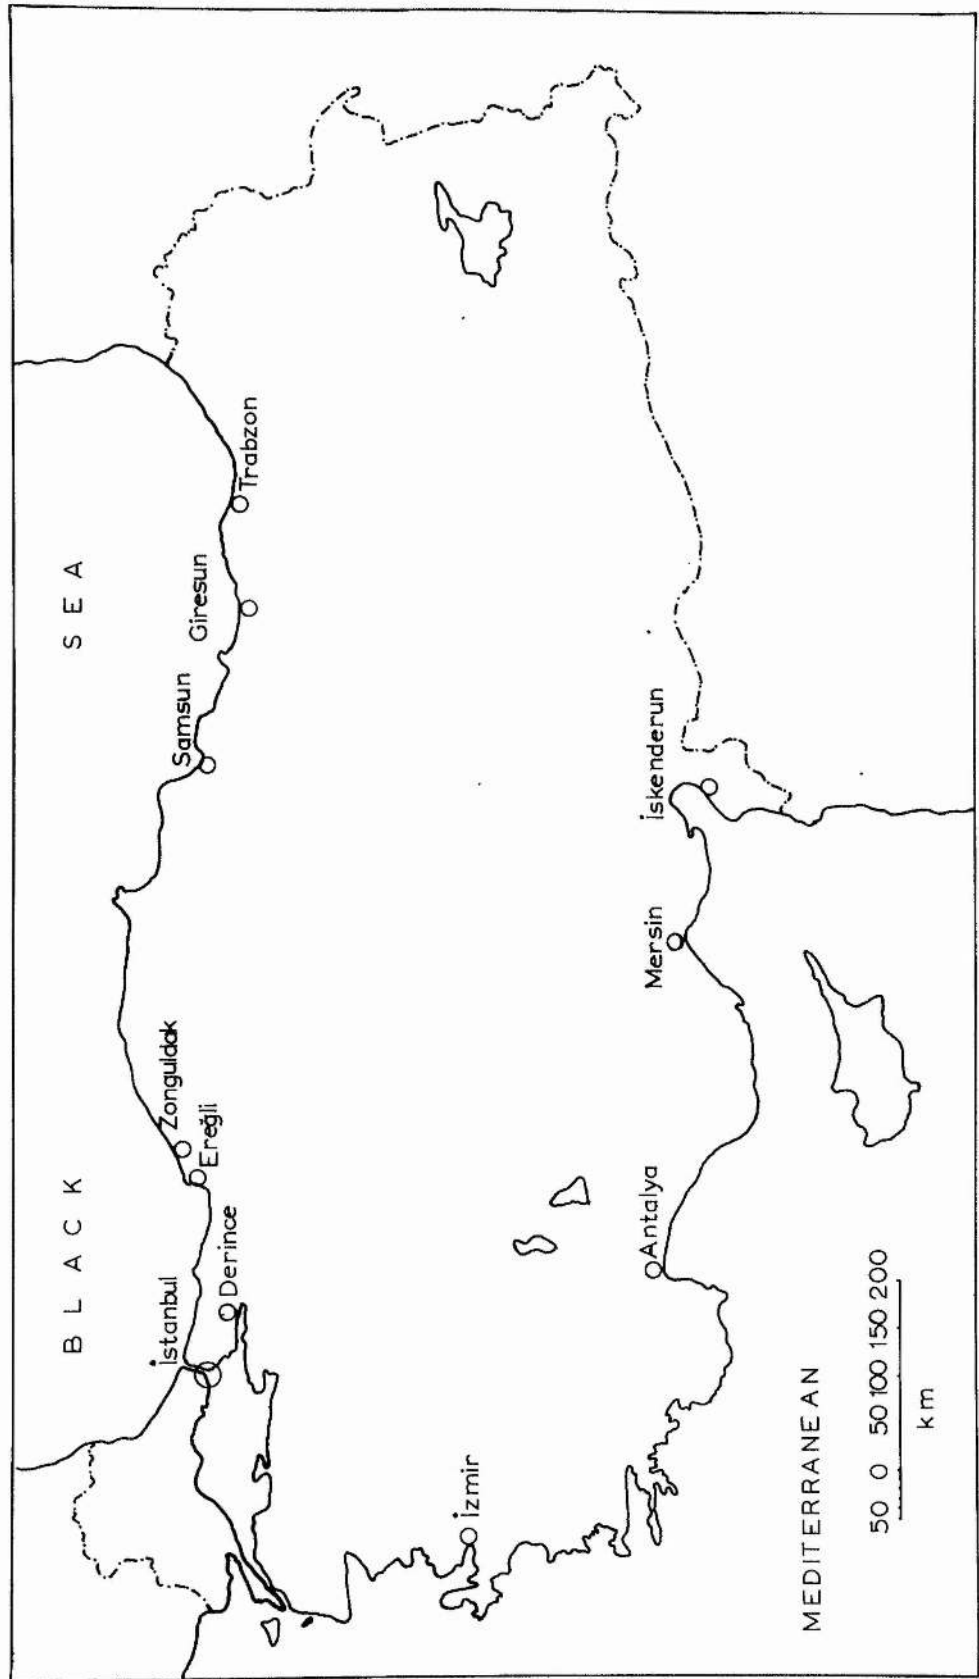 BLACK SEA
İstanbul
Zonguldak
Ereğli
Derince
Samsun
Giresun
Trabzon
İzmir
Antalya
Mersin
İskenderun
MEDITERRANEAN
50 0 50 100 150 200
km